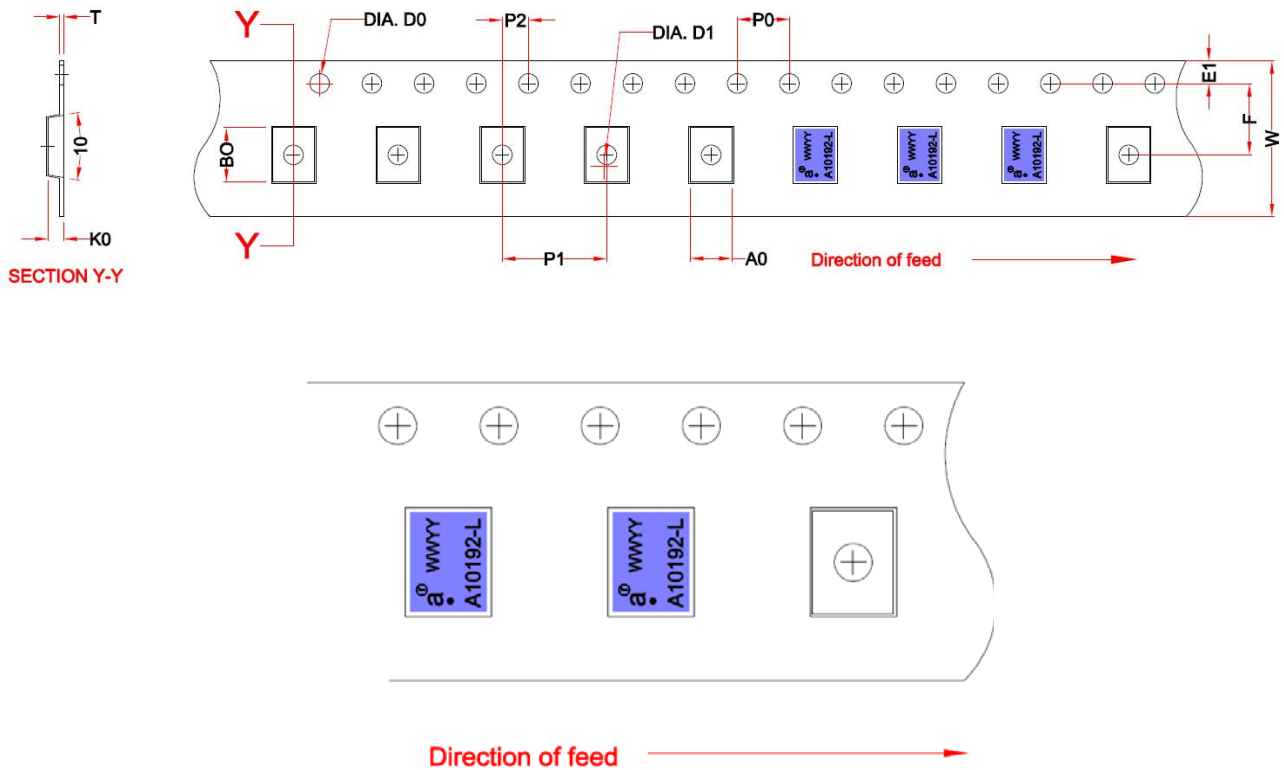 T
Y
DIA. D0
P2
DIA. D1
P0
E1
F
W
BO
10
K0
SECTION Y-Y
Y
P1
A0
Direction of feed
a® WWYY
A10192-L
a® WWYY
A10192-L
a® WWYY
A10192-L
a® WWYY
A10192-L
a® WWYY
A10192-L
Direction of feed